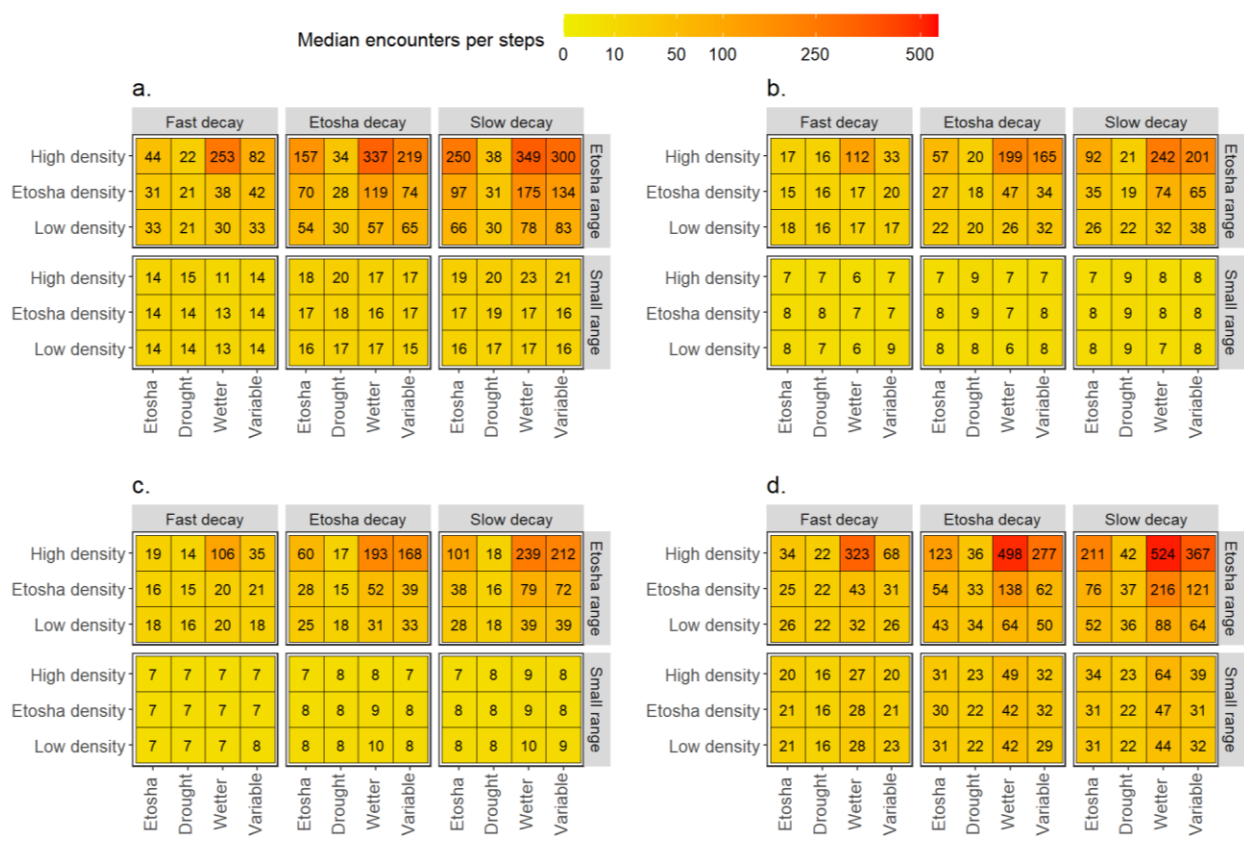 Median encounters per steps
0 10 50 100 250 500
a.
Fast decay Etosha decay Slow decay
High density 44 22 253 82 157 34 337 219 250 38 349 300
Etosha density 31 21 38 42 70 28 119 74 97 31 175 134
Low density 33 21 30 33 54 30 57 65 66 30 78 83
Etosha range
High density 14 15 11 14 18 20 17 17 19 20 23 21
Etosha density 14 14 13 14 17 18 16 17 17 19 17 16
Low density 14 14 13 14 16 17 17 15 16 17 17 16
Small range
Etosha Drought Wetter Variable Etosha Drought Wetter Variable Etosha Drought Wetter Variable
b.
Fast decay Etosha decay Slow decay
High density 17 16 112 33 57 20 199 165 92 21 242 201
Etosha density 15 16 17 20 27 18 47 34 35 19 74 65
Low density 18 16 17 17 22 20 26 32 26 22 32 38
Etosha range
High density 7 7 6 7 7 9 7 7 7 9 8 8
Etosha density 8 8 7 7 8 9 7 8 8 9 8 8
Low density 8 7 6 9 8 8 6 8 8 9 7 8
Small range
Etosha Drought Wetter Variable Etosha Drought Wetter Variable Etosha Drought Wetter Variable
c.
Fast decay Etosha decay Slow decay
High density 19 14 106 35 60 17 193 168 101 18 239 212
Etosha density 16 15 20 21 28 15 52 39 38 16 79 72
Low density 18 16 20 18 25 18 31 33 28 18 39 39
Etosha range
High density 7 7 7 7 7 8 8 7 7 8 9 8
Etosha density 7 7 7 7 8 8 9 8 8 8 9 8
Low density 7 7 7 8 8 8 10 8 8 8 10 9
Small range
Etosha Drought Wetter Variable Etosha Drought Wetter Variable Etosha Drought Wetter Variable
d.
Fast decay Etosha decay Slow decay
High density 34 22 323 68 123 36 498 277 211 42 524 367
Etosha density 25 22 43 31 54 33 138 62 76 37 216 121
Low density 26 22 32 26 43 34 64 50 52 36 88 64
Etosha range
High density 20 16 27 20 31 23 49 32 34 23 64 39
Etosha density 21 16 28 21 30 22 42 32 31 22 47 31
Low density 21 16 28 23 31 22 42 29 31 22 44 32
Small range
Etosha Drought Wetter Variable Etosha Drought Wetter Variable Etosha Drought Wetter Variable